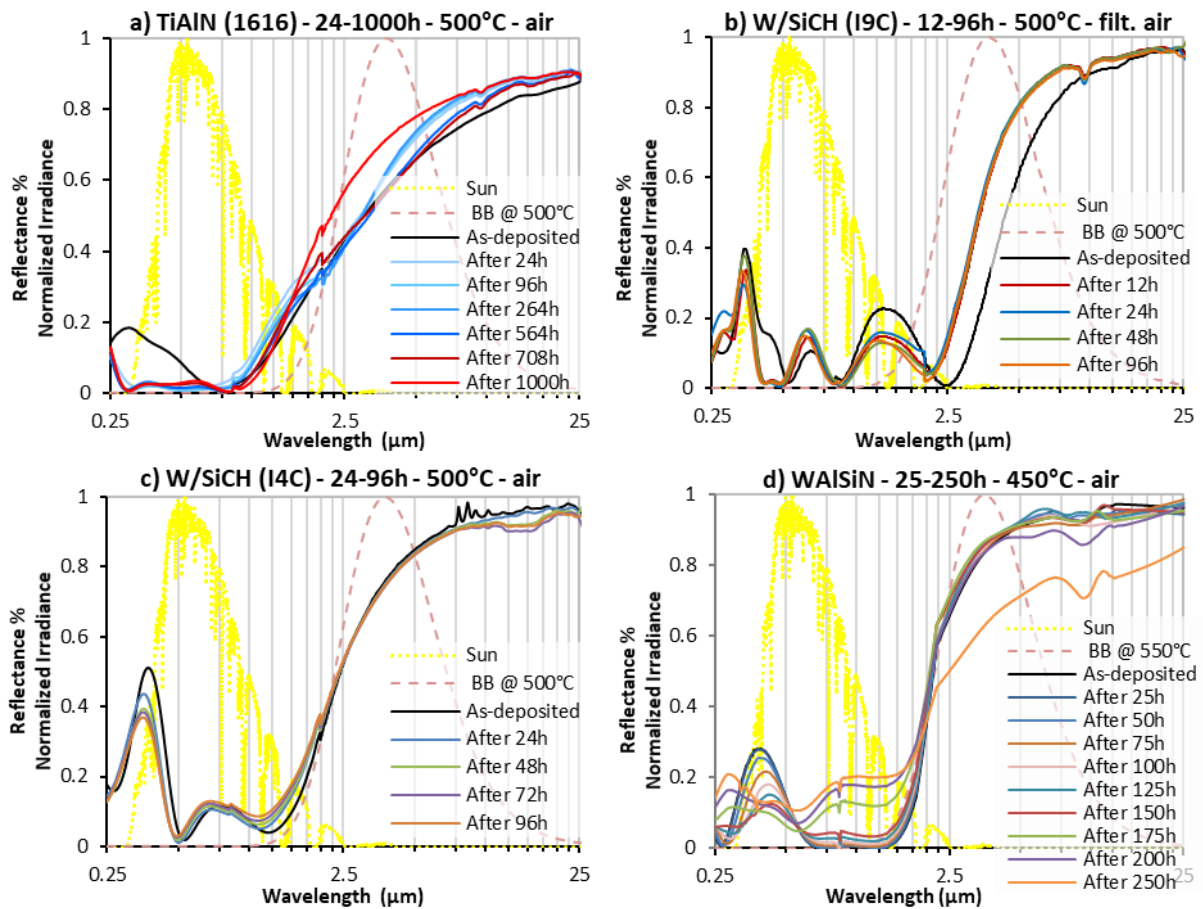 a) TiAlN (1616) - 24-1000h - 500°C - air
1
0.8
0.6
0.4
0.2
0
Reflectance %
Normalized Irradiance
Sun
BB @ 500°C
As-deposited
After 24h
After 96h
After 264h
After 564h
After 708h
After 1000h
0.25
2.5
25
Wavelength (µm)
b) W/SiCH (I9C) - 12-96h - 500°C - filt. air
1
0.8
0.6
0.4
0.2
0
Reflectance %
Normalized Irradiance
Sun
BB @ 500°C
As-deposited
After 12h
After 24h
After 48h
After 96h
0.25
2.5
25
Wavelength (µm)
c) W/SiCH (I4C) - 24-96h - 500°C - air
1
0.8
0.6
0.4
0.2
0
Reflectance %
Normalized Irradiance
Sun
BB @ 500°C
As-deposited
After 24h
After 48h
After 72h
After 96h
0.25
2.5
25
Wavelength (µm)
d) WAlSiN - 25-250h - 450°C - air
1
0.8
0.6
0.4
0.2
0
Reflectance %
Normalized Irradiance
Sun
BB @ 550°C
As-deposited
After 25h
After 50h
After 75h
After 100h
After 125h
After 150h
After 175h
After 200h
After 250h
0.25
2.5
25
Wavelength (µm)